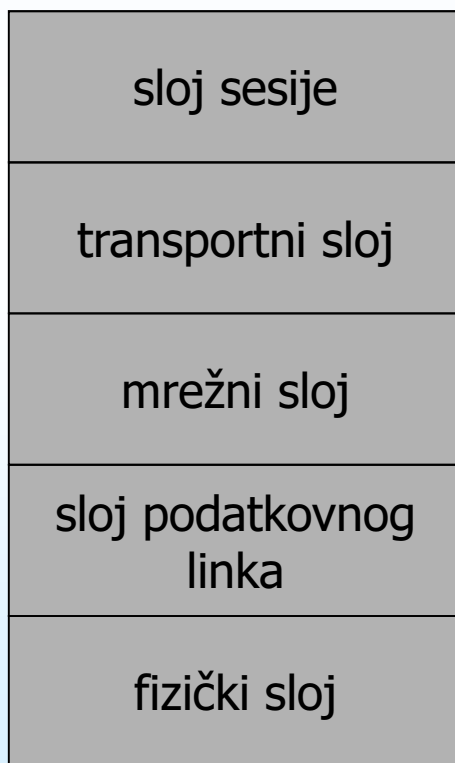 sloj sesije
transportni sloj
mrežni sloj
sloj podatkovnog
linka
fizički sloj